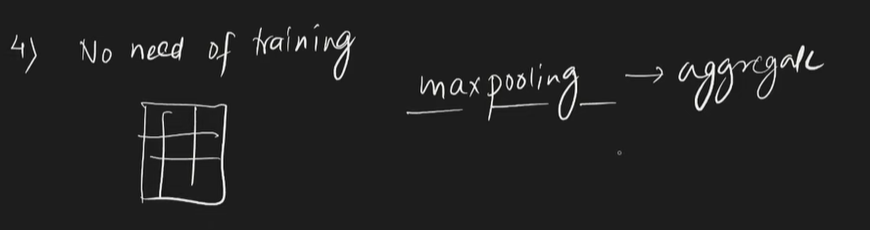 4) No need of training
maxpooling → aggregate